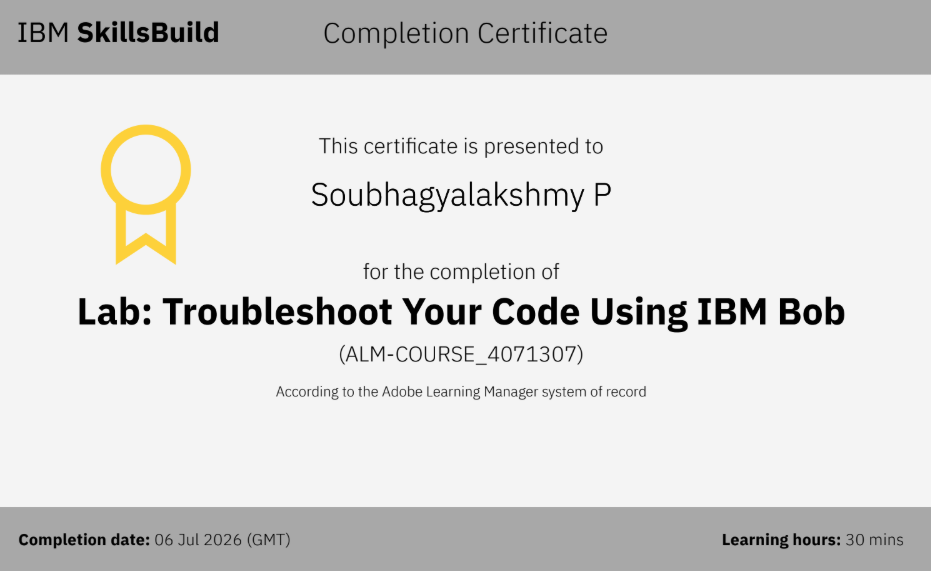 IBM SkillsBuild
Completion Certificate
This certificate is presented to
Soubhagyalakshmy P
for the completion of
Lab: Troubleshoot Your Code Using IBM Bob
(ALM-COURSE_4071307)
According to the Adobe Learning Manager system of record
Completion date: 06 Jul 2026 (GMT)
Learning hours: 30 mins